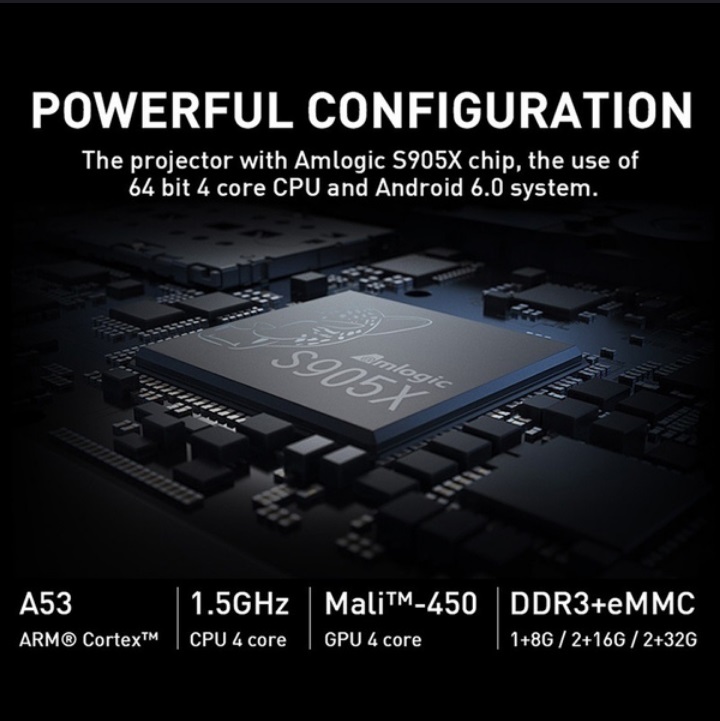 POWERFUL CONFIGURATION
The projector with Amlogic S905X chip, the use of
64 bit 4 core CPU and Android 6.0 system.
Amlogic
S905X
A53
ARM® Cortex™
1.5GHz
CPU 4 core
Mali™-450
GPU 4 core
DDR3+eMMC
1+8G / 2+16G / 2+32G